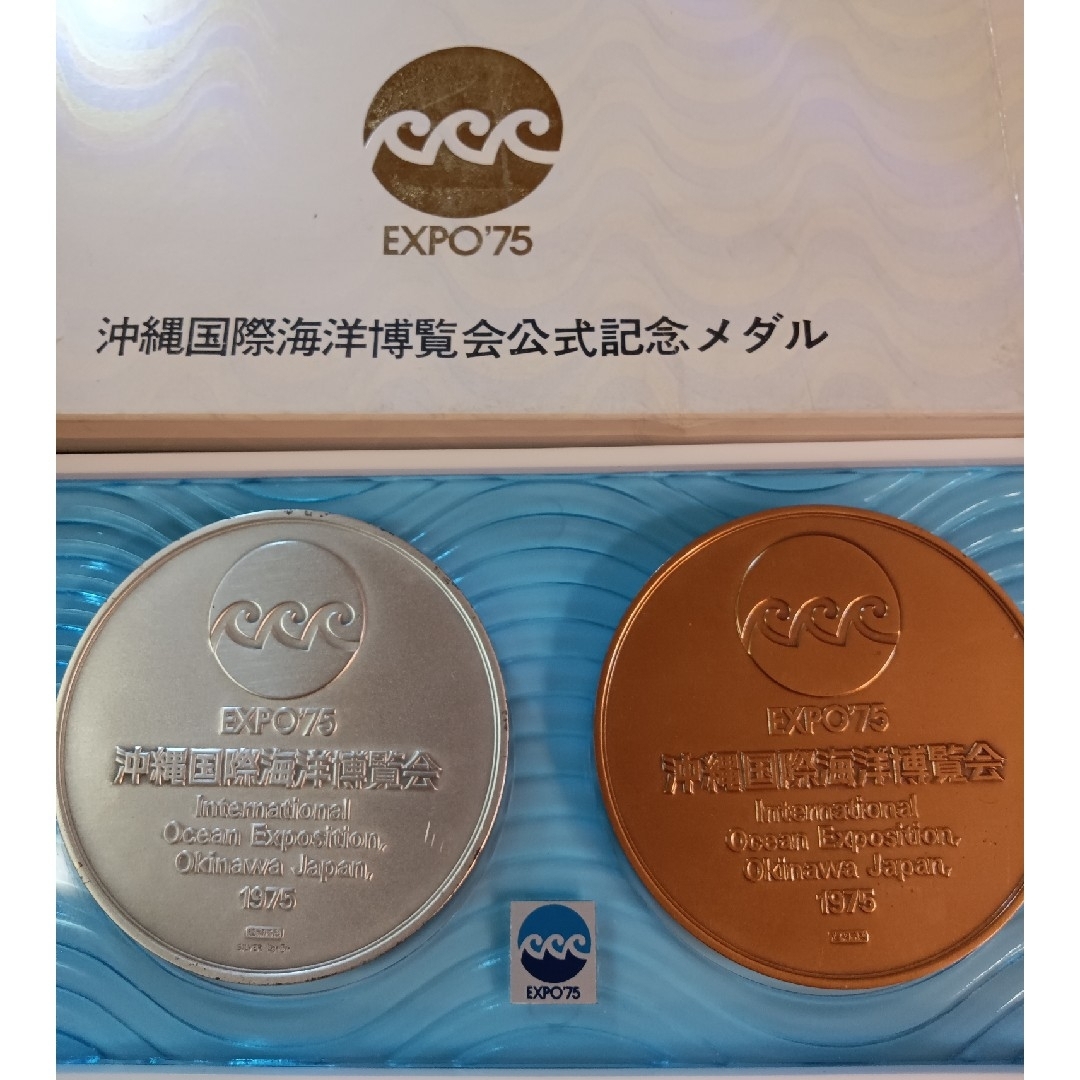 EXPO'75
沖縄国際海洋博覧会公式記念メダル
EXPO'75
沖縄国際海洋博覧会
International
Ocean Exposition,
Okinawa Japan,
1975
SILVER
EXPO'75
沖縄国際海洋博覧会
International
Ocean Exposition,
Okinawa Japan,
1975
EXPO'75